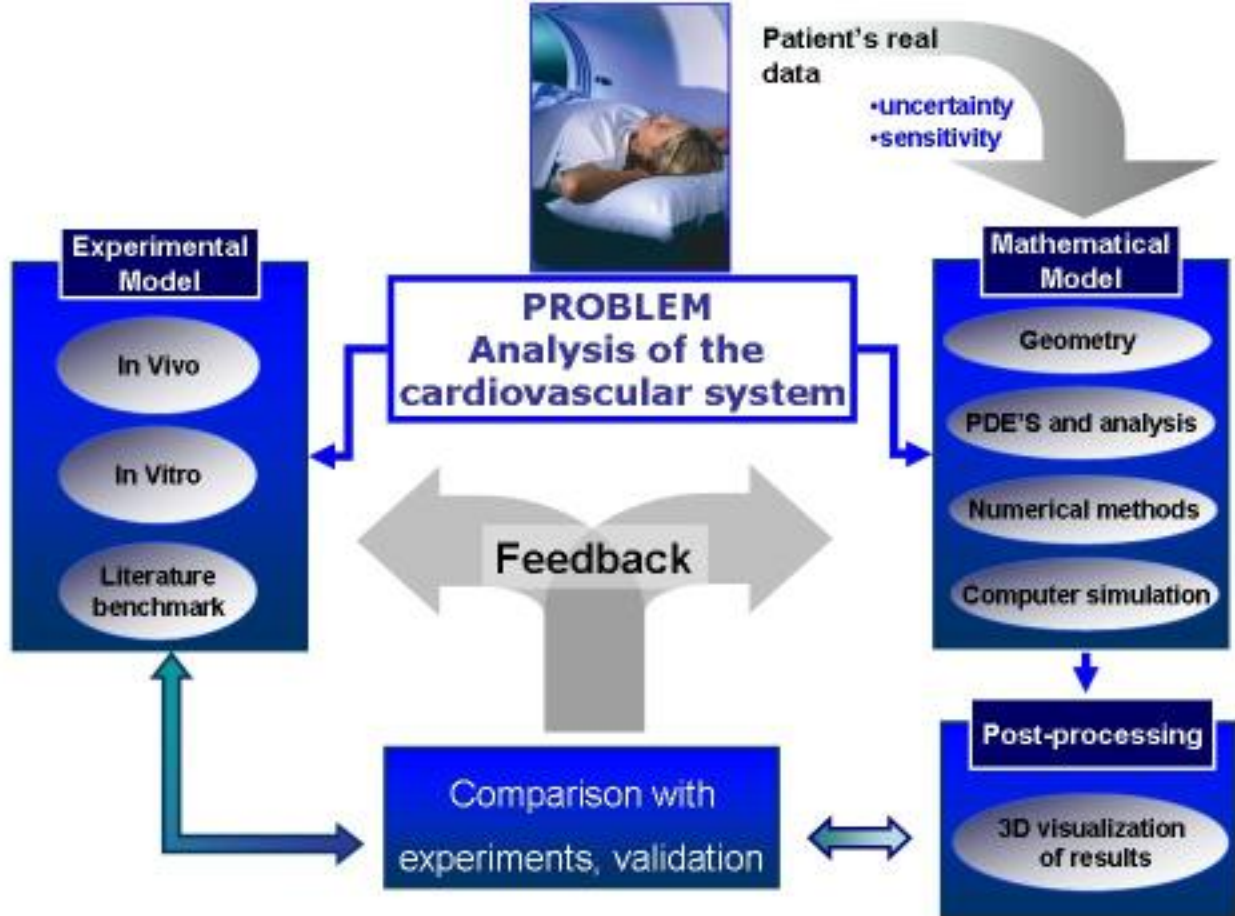 Patient's real
data
•uncertainty
•sensitivity
Experimental
Model
In Vivo
In Vitro
Literature
benchmark
PROBLEM
Analysis of the
cardiovascular system
Mathematical
Model
Geometry
PDE'S and analysis
Numerical methods
Computer simulation
Feedback
Post-processing
3D visualization
of results
Comparison with
experiments, validation